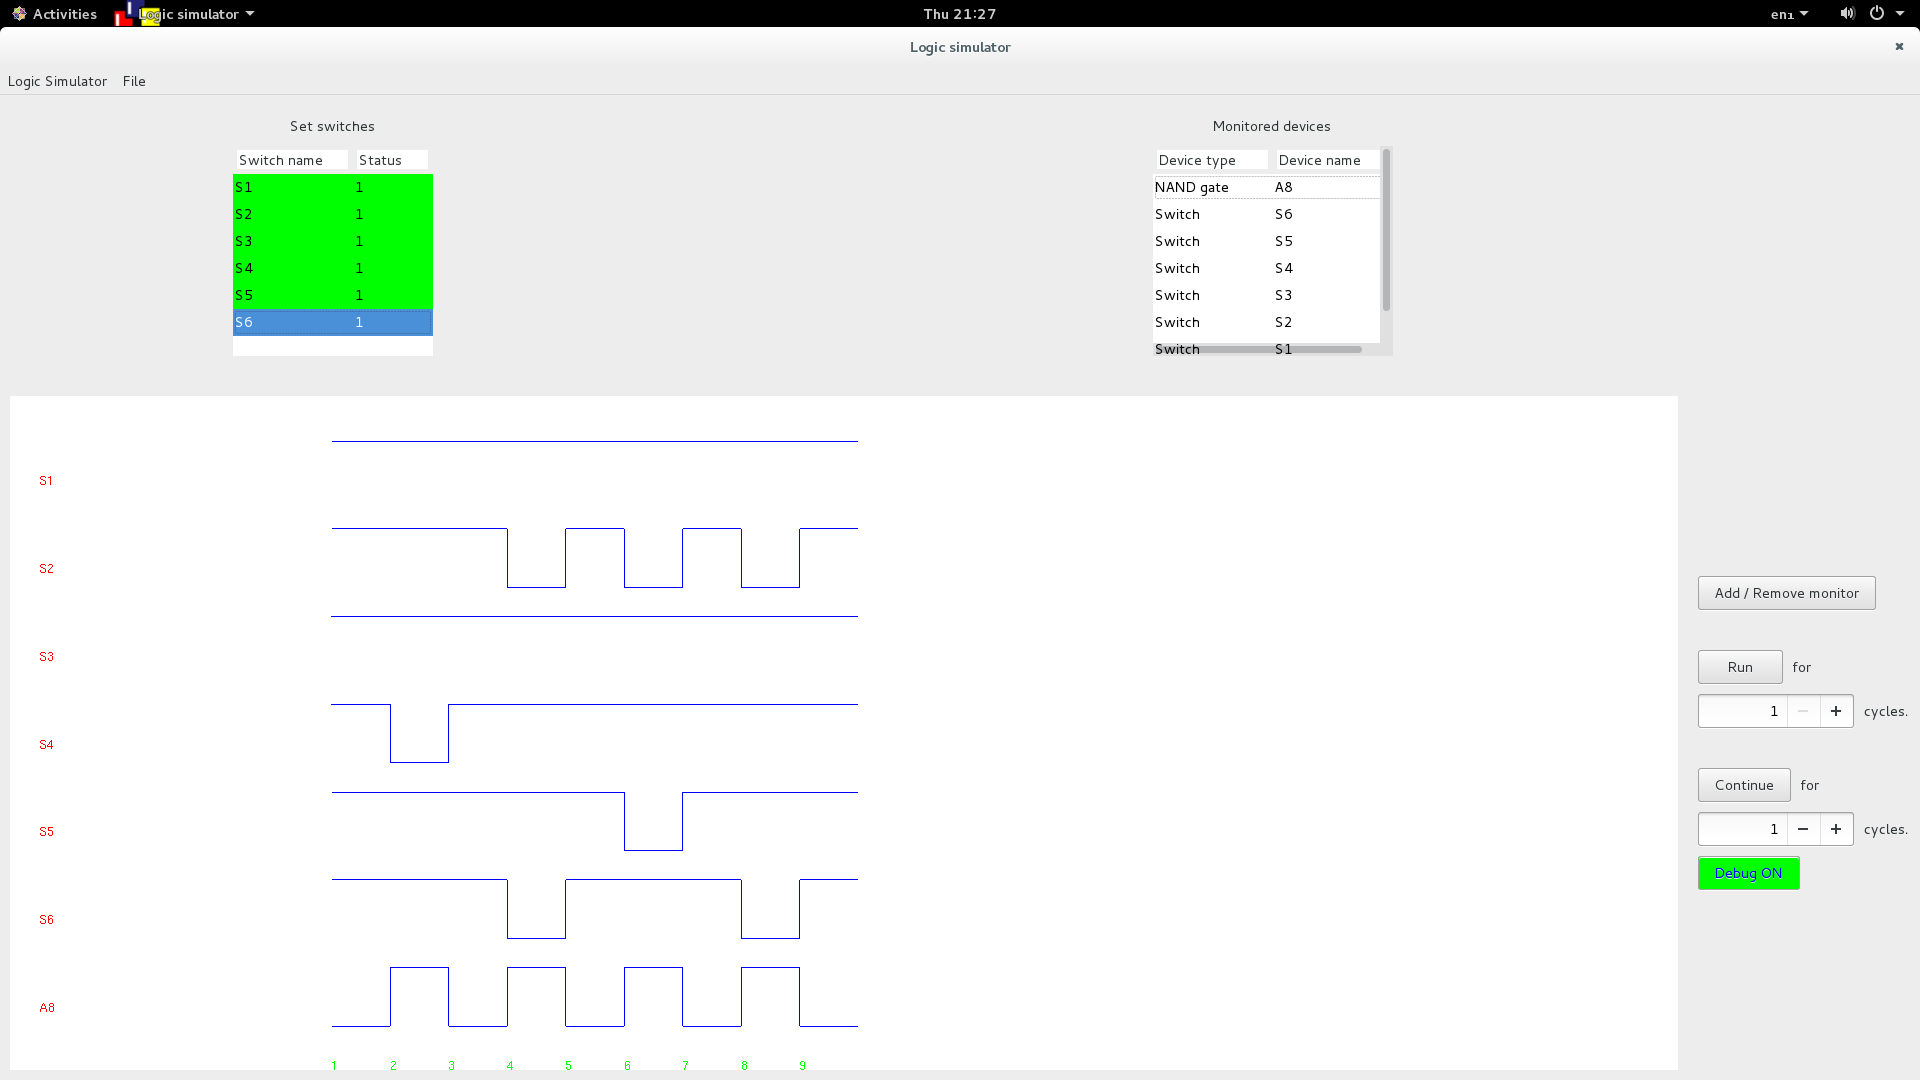 Activities Logic simulator Thu 21:27 en₁
Logic simulator
Logic Simulator File
Set switches
Switch name Status
S1 1
S2 1
S3 1
S4 1
S5 1
S6 1
Monitored devices
Device type Device name
NAND gate A8
Switch S6
Switch S5
Switch S4
Switch S3
Switch S2
Switch S1
S1
S2
S3
S4
S5
S6
A8
1 2 3 4 5 6 7 8 9
Add / Remove monitor
Run for
1 cycles.
Continue for
1 cycles.
Debug ON